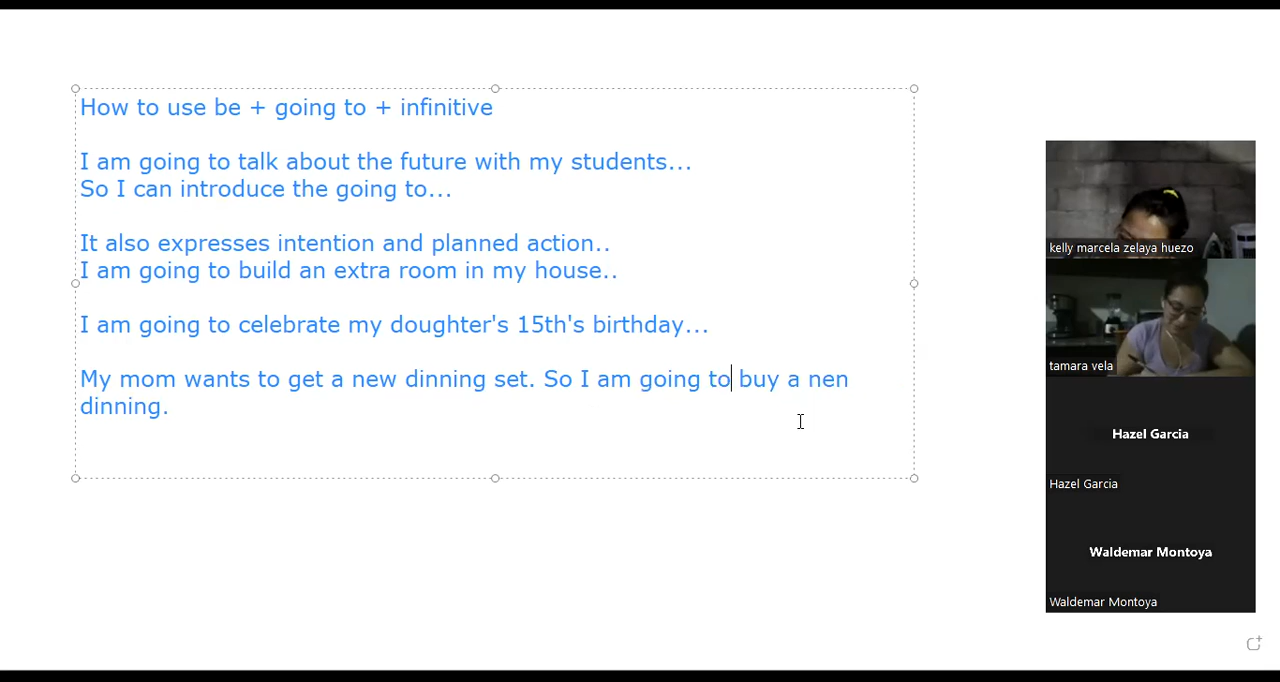 How to use be + going to + infinitive
I am going to talk about the future with my students...
So I can introduce the going to...
It also expresses intention and planned action..
I am going to build an extra room in my house..
I am going to celebrate my doughter's 15th's birthday...
My mom wants to get a new dinning set. So I am going to buy a nen
dinning.
kelly marcela zelaya huezo
tamara vela
Hazel Garcia
Hazel Garcia
Waldemar Montoya
Waldemar Montoya